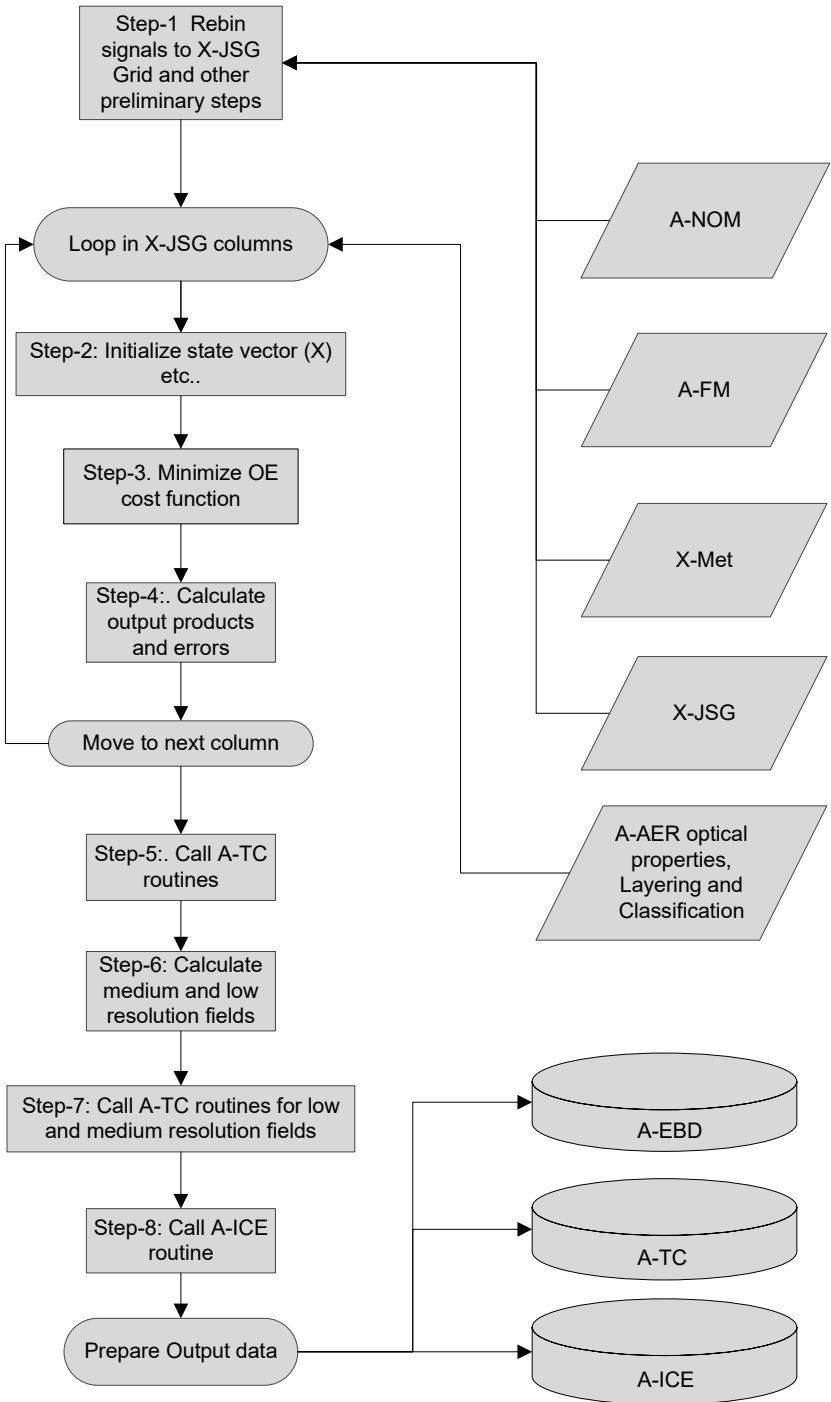 Step-1  Rebin
signals to X-JSG
Grid and other
preliminary steps
Loop in X-JSG columns
Step-2: Initialize state vector (X)
etc..
Step-3. Minimize OE
cost function
Step-4:. Calculate
output products
and errors
Move to next column
Step-5:. Call A-TC
routines
Step-6: Calculate
medium and low
resolution fields
Step-7: Call A-TC routines for low
and medium resolution fields
Step-8: Call A-ICE
routine
Prepare Output data
A-NOM
A-FM
X-Met
X-JSG
A-AER optical
properties,
Layering and
Classification
A-EBD
A-TC
A-ICE